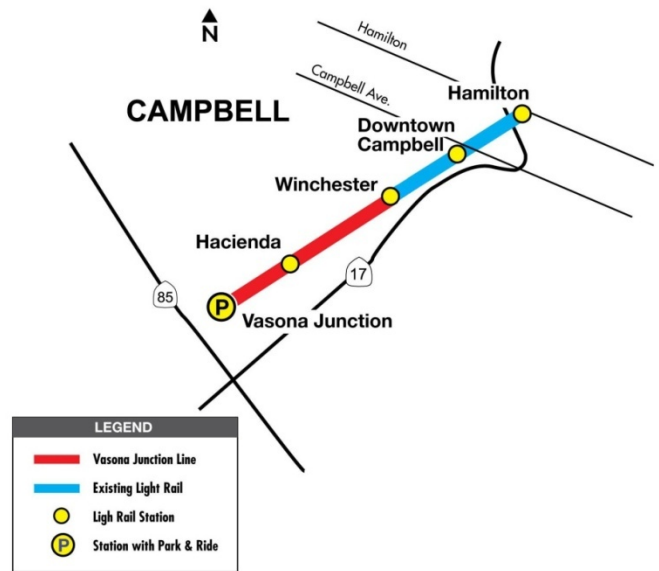 N
Hamilton
Campbell Ave.
CAMPBELL
Hamilton
Downtown
Campbell
Winchester
Hacienda
17
85
P
Vasona Junction
LEGEND
Vasona Junction Line
Existing Light Rail
Ligh Rail Station
P Station with Park & Ride